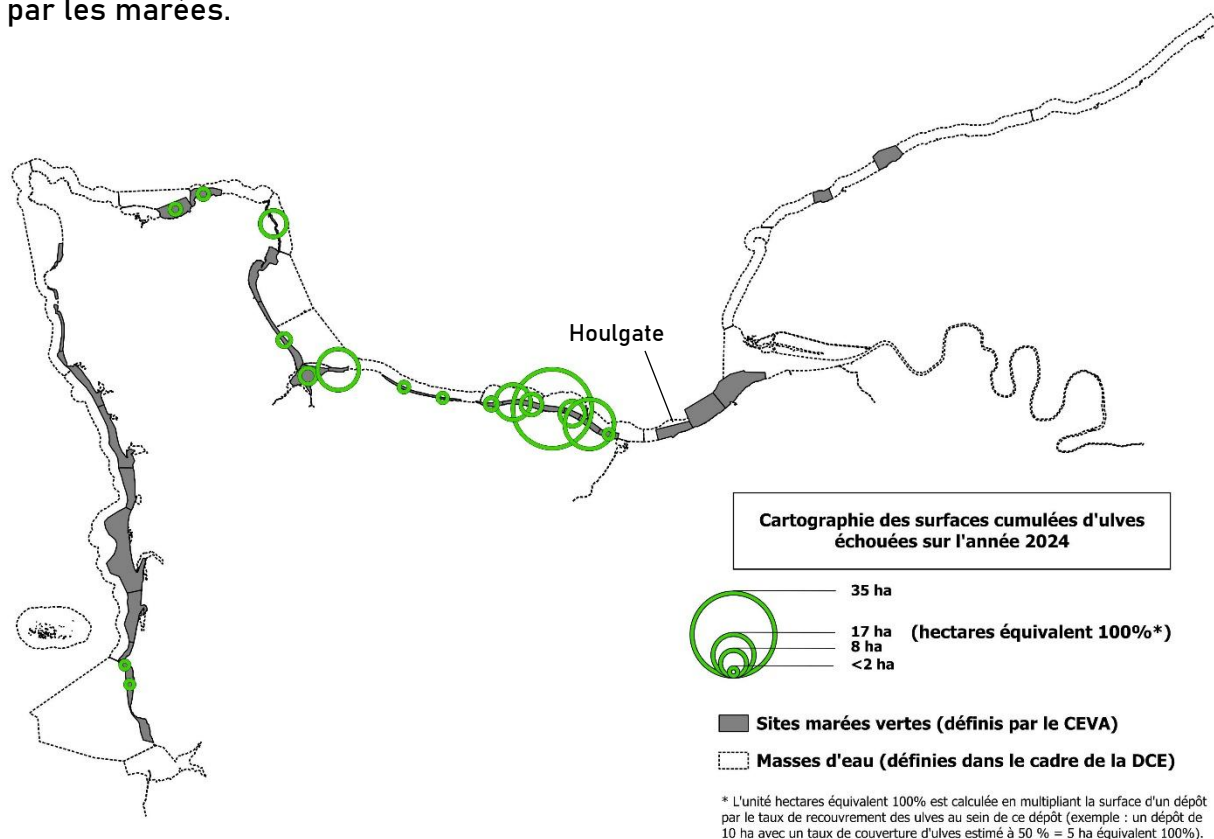 par les marées.
Houlgate
Cartographie des surfaces cumulées d'ulves
échouées sur l'année 2024
35 ha
17 ha (hectares équivalent 100%*)
8 ha
<2 ha
Sites marées vertes (définis par le CEVA)
Masses d'eau (définies dans le cadre de la DCE)
* L'unité hectares équivalent 100% est calculée en multipliant la surface d'un dépôt
par le taux de recouvrement des ulves au sein de ce dépôt (exemple : un dépôt de
10 ha avec un taux de couverture d'ulves estimé à 50 % = 5 ha équivalent 100%).